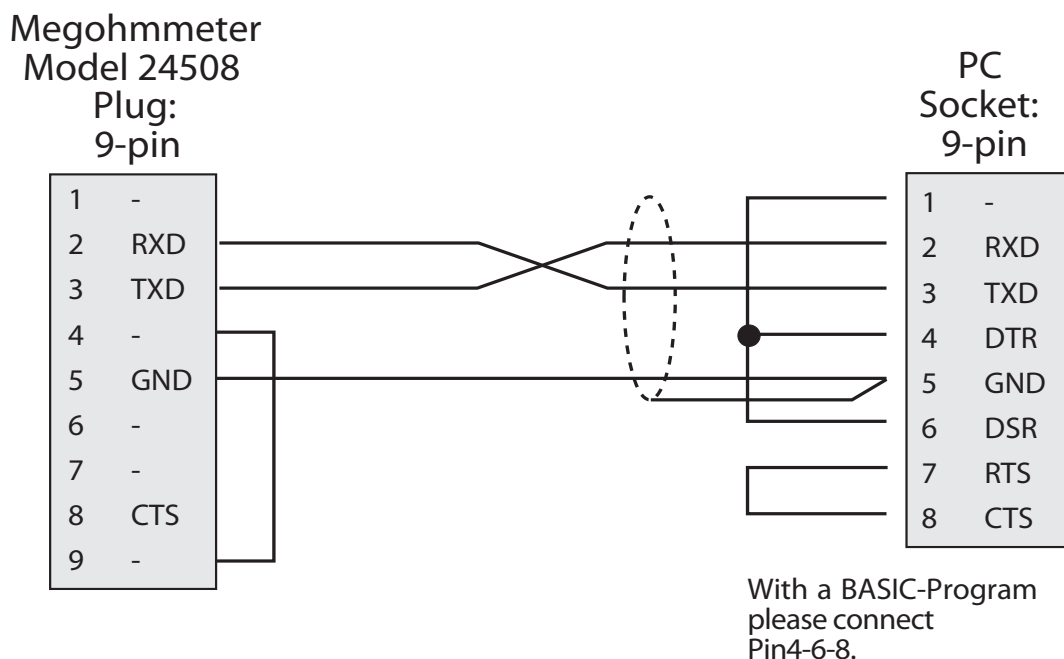 Megohmmeter
Model 24508
Plug:
9-pin
1 -
2 RXD
3 TXD
4 -
5 GND
6 -
7 -
8 CTS
9 -
PC
Socket:
9-pin
1 -
2 RXD
3 TXD
4 DTR
5 GND
6 DSR
7 RTS
8 CTS
With a BASIC-Program
please connect
Pin4-6-8.